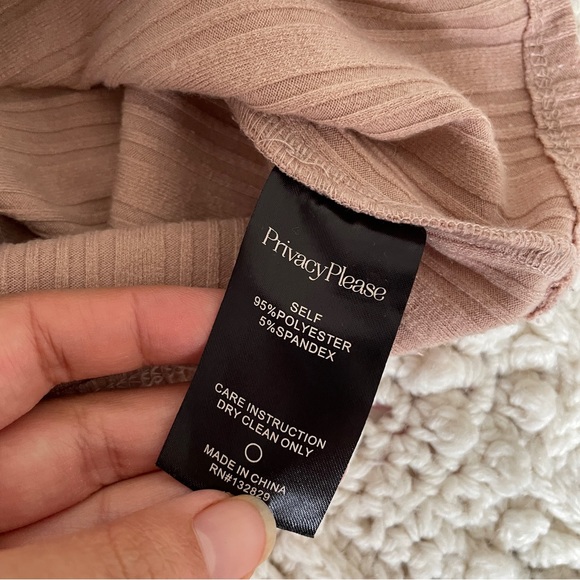 PrivacyPlease
SELF
95%POLYESTER
5%SPANDEX
CARE INSTRUCTION
DRY CLEAN ONLY
MADE IN CHINA
RN#132829